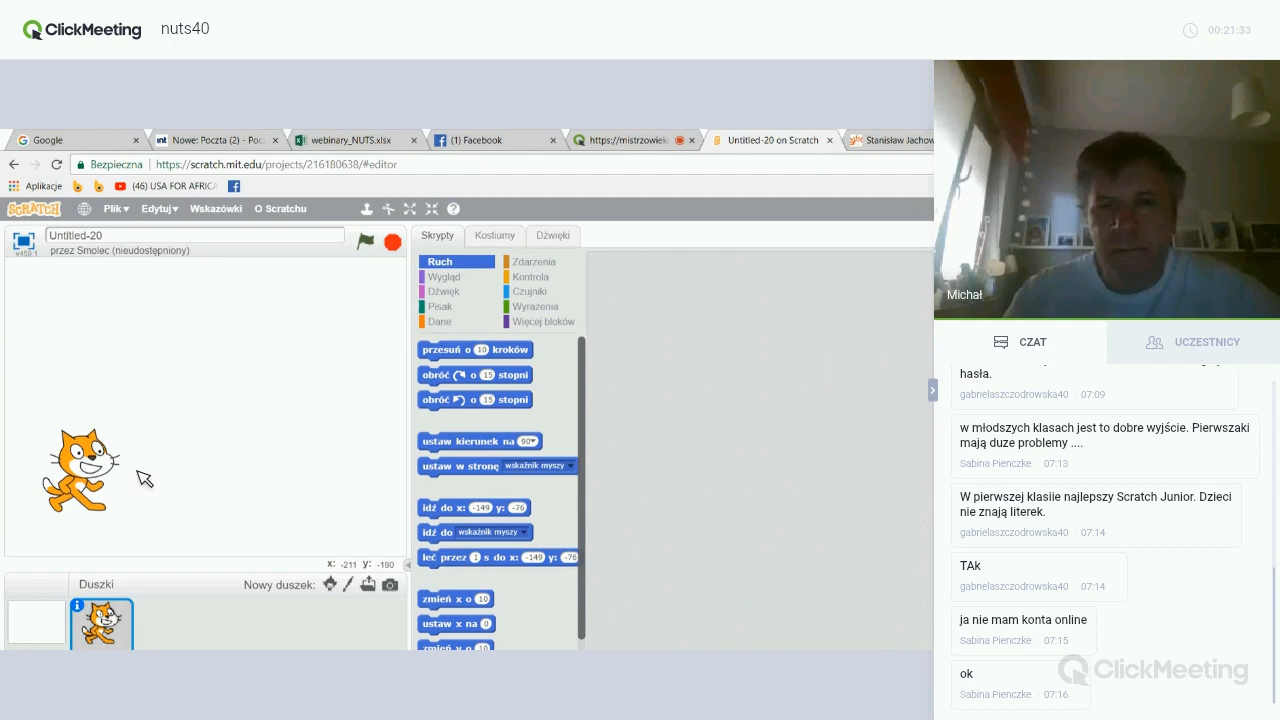 ClickMeeting
nuts40
00:21:33
Google
Nowe: Poczta (2) - Poc
webinary_NUTS.xlsx
(1) Facebook
https://mistrzowiek
Untitled-20 on Scratch
Stanisław Jachow
Bezpieczna
https://scratch.mit.edu/projects/216180638/#editor
Aplikacje
(46) USA FOR AFRICA
SCRATCH
Plik
Edytuj
Wskazówki
O Scratchu
Untitled-20
przez Smolec (nieudostępniony)
v459.1
Skrypty
Kostiumy
Dźwięki
Ruch
Zdarzenia
Wygląd
Kontrola
Dźwięk
Czujniki
Pisak
Wyrażenia
Dane
Więcej bloków
przesuń o 10 kroków
obróć o 15 stopni
obróć o 15 stopni
ustaw kierunek na 90
ustaw w stronę wskaźnik myszy
idź do x: -149 y: -76
idź do wskaźnik myszy
leć przez 1 s do x: -149 y: -76
zmień x o 10
ustaw x na 0
zmień x o 10
x: -211 y: -180
Duszki
Nowy duszek:
Michał
CZAT
UCZESTNICY
hasła.
gabrielaszczodrowska40 07:09
w młodszych klasach jest to dobre wyjście. Pierwszaki
mają duze problemy ....
Sabina Pienczke 07:13
W pierwszej klasiie najlepszy Scratch Junior. Dzieci
nie znają literek.
gabrielaszczodrowska40 07:14
TAk
gabrielaszczodrowska40 07:14
ja nie mam konta online
Sabina Pienczke 07:15
ok
Sabina Pienczke 07:16
ClickMeeting